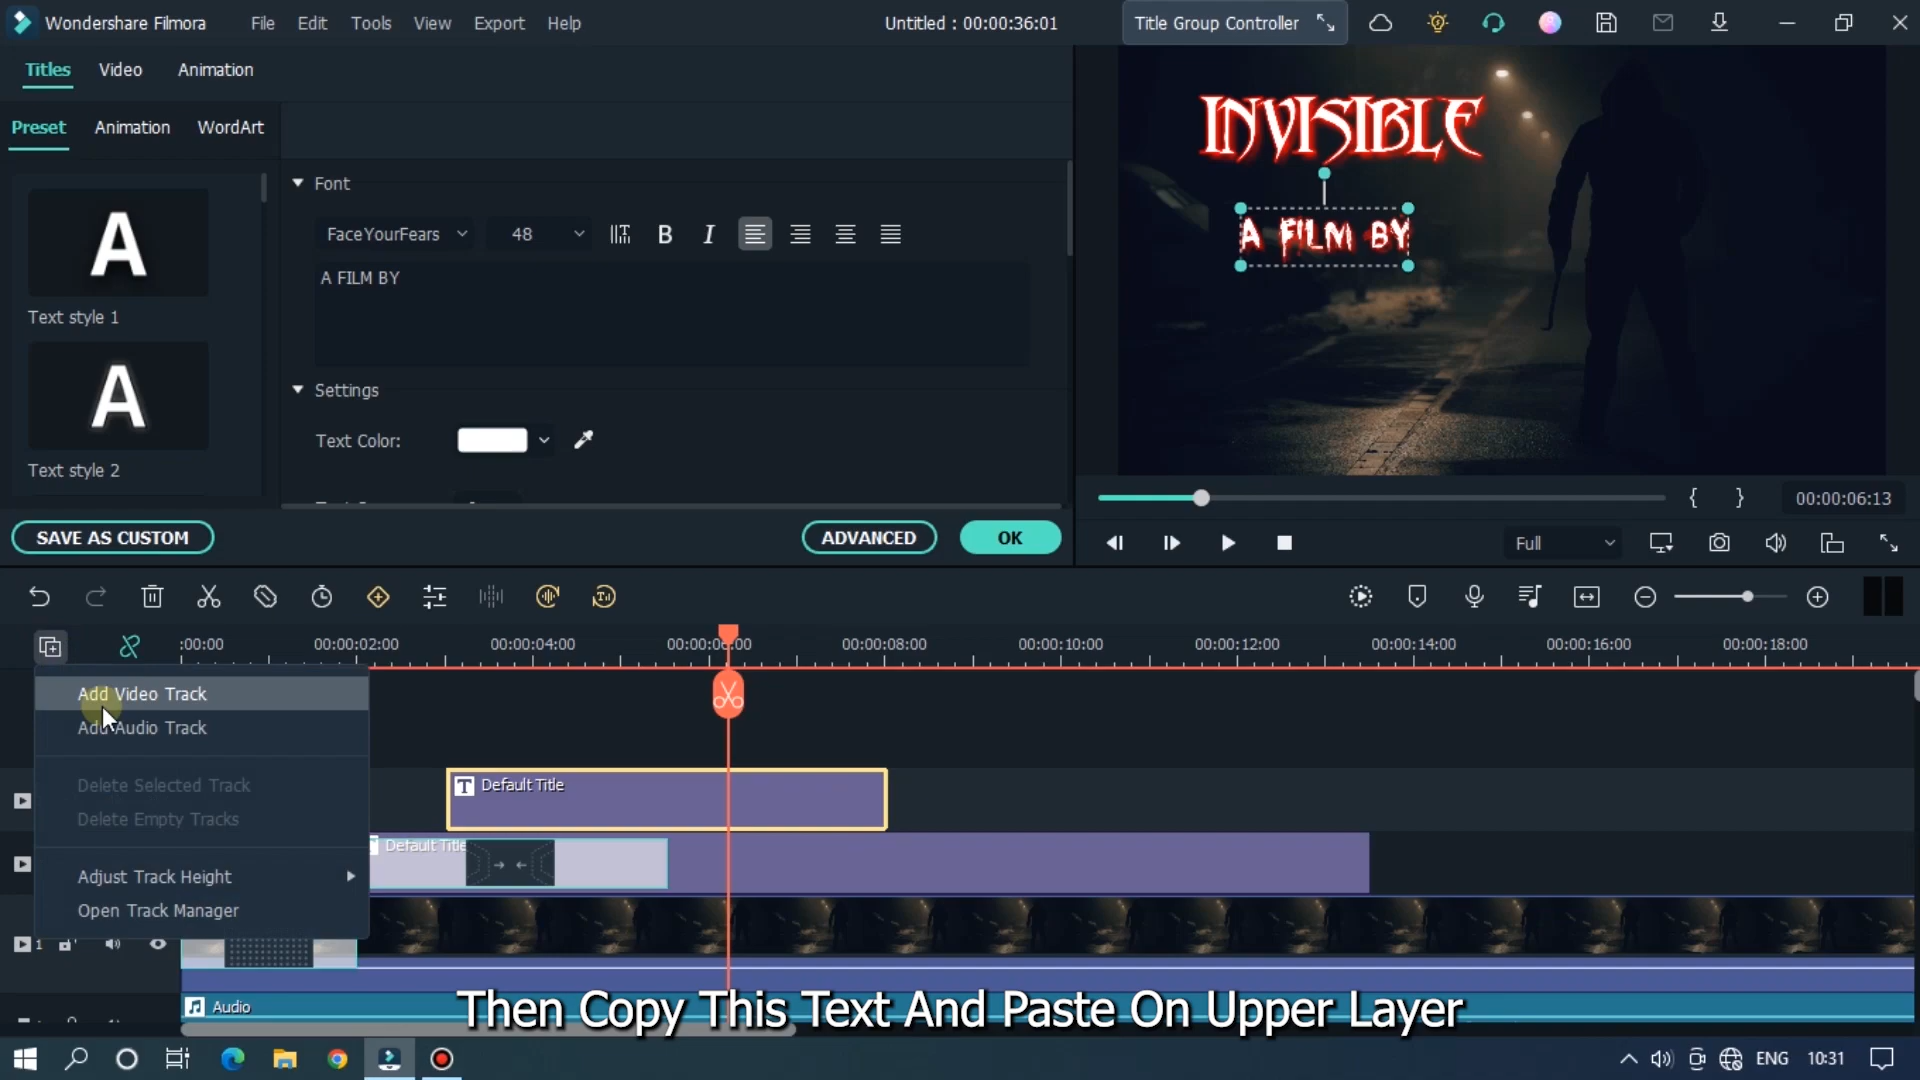 Wondershare Filmora File Edit Tools View Export Help Untitled : 00:00:36:01 Title Group Controller
Titles Video Animation
Preset Animation WordArt
INVISIBLE
A FILM BY
Font
FaceYourFears 48 B I
A FILM BY
A
Text style 1
A
Text style 2
Settings
Text Color:
SAVE AS CUSTOM ADVANCED OK
{ } 00:00:06:13
Full
:00:00 00:00:02:00 00:00:04:00 00:00:06:00 00:00:08:00 00:00:10:00 00:00:12:00 00:00:14:00 00:00:16:00 00:00:18:00
Add Video Track
Add Audio Track
Delete Selected Track
Delete Empty Tracks
Adjust Track Height
Open Track Manager
T Default Title
Default Title
1
Audio
Then Copy This Text And Paste On Upper Layer
ENG 10:31